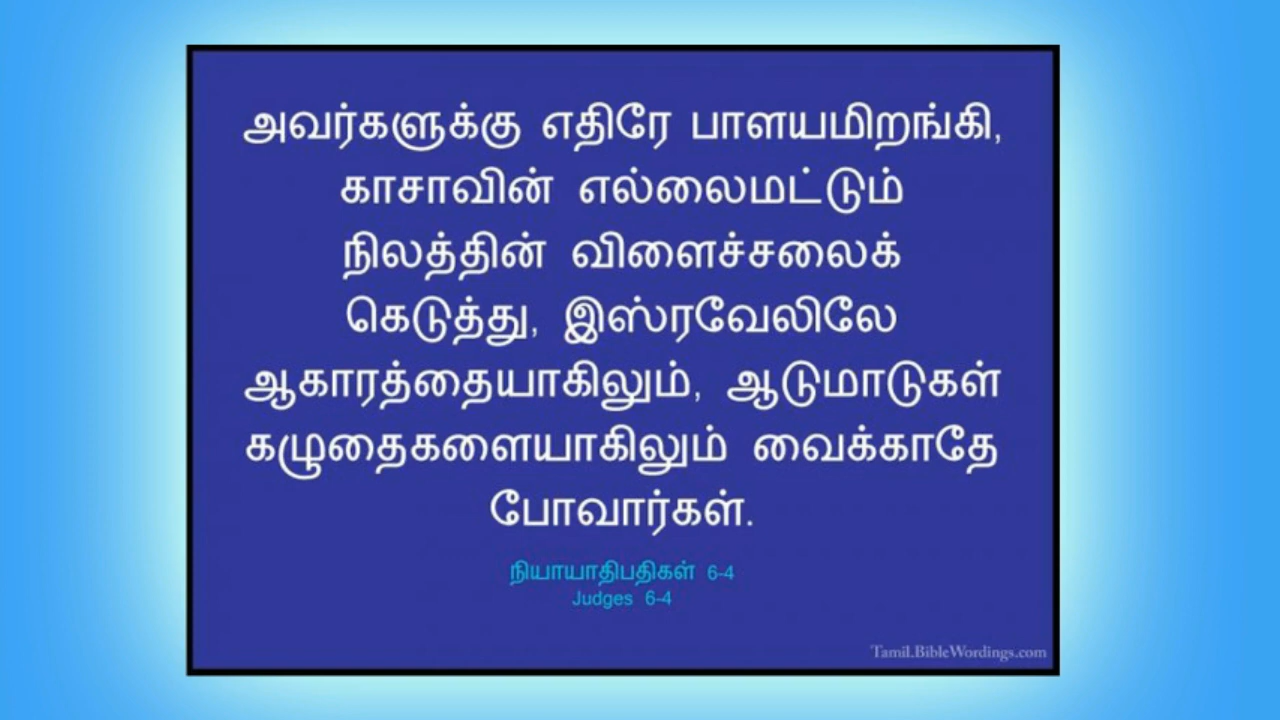 அவர்களுக்கு எதிரே பாளயமிறங்கி,
காசாவின் எல்லைமட்டும்
நிலத்தின் விளைச்சலைக்
கெடுத்து, இஸ்ரவேலிலே
ஆகாரத்தையாகிலும், ஆடுமாடுகள்
கழுதைகளையாகிலும் வைக்காதே
போவார்கள்.
நியாயாதிபதிகள் 6-4
Judges 6-4
Tamil.BibleWordings.com